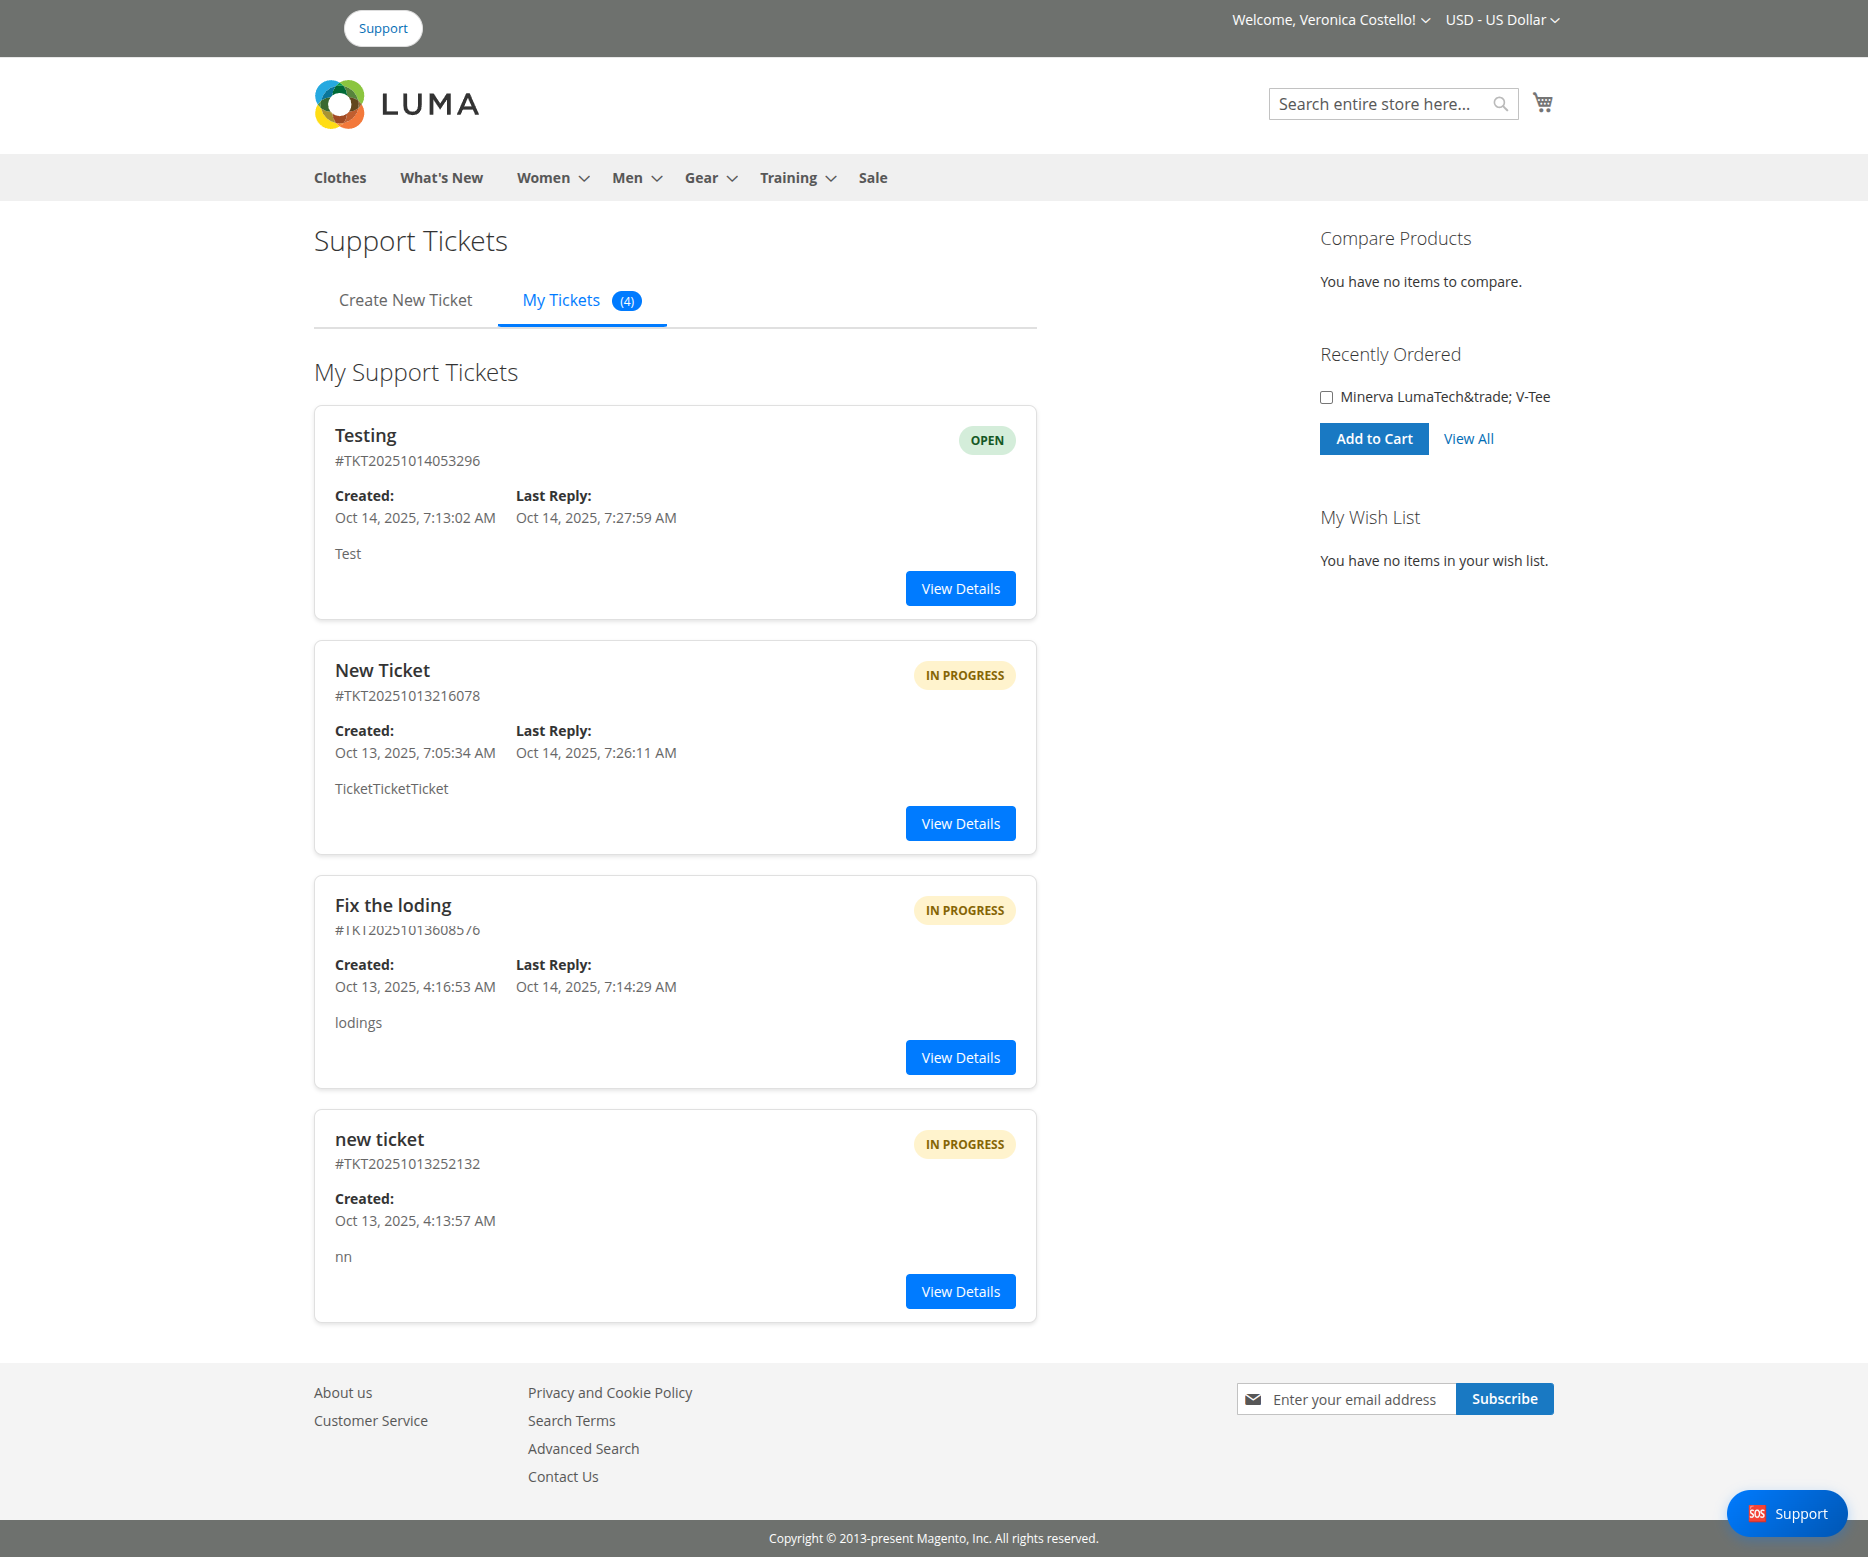 Support
Welcome, Veronica Costello!
USD - US Dollar
LUMA
Search entire store here...
Clothes
What's New
Women
Men
Gear
Training
Sale
Support Tickets
Create New Ticket
My Tickets (4)
My Support Tickets
Testing
OPEN
#TKT20251014053296
Created:
Oct 14, 2025, 7:13:02 AM
Last Reply:
Oct 14, 2025, 7:27:59 AM
Test
View Details
New Ticket
IN PROGRESS
#TKT20251013216078
Created:
Oct 13, 2025, 7:05:34 AM
Last Reply:
Oct 14, 2025, 7:26:11 AM
TicketTicketTicket
View Details
Fix the loding
IN PROGRESS
#TKT20251013608576
Created:
Oct 13, 2025, 4:16:53 AM
Last Reply:
Oct 14, 2025, 7:14:29 AM
lodings
View Details
new ticket
IN PROGRESS
#TKT20251013252132
Created:
Oct 13, 2025, 4:13:57 AM
nn
View Details
Compare Products
You have no items to compare.
Recently Ordered
Minerva LumaTech&trade; V-Tee
Add to Cart
View All
My Wish List
You have no items in your wish list.
About us
Customer Service
Privacy and Cookie Policy
Search Terms
Advanced Search
Contact Us
Enter your email address
Subscribe
SOS Support
Copyright © 2013-present Magento, Inc. All rights reserved.